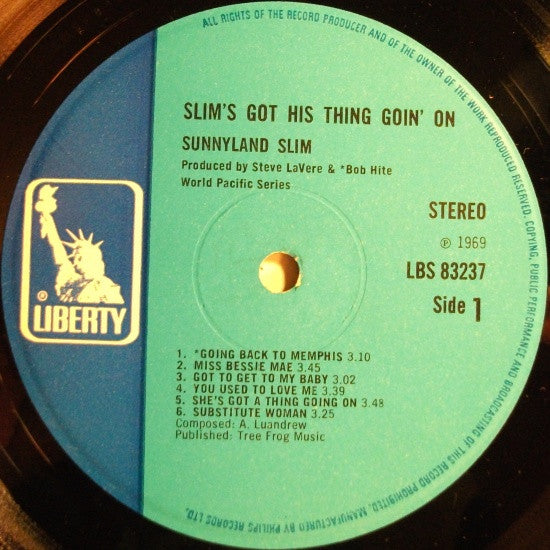 ALL RIGHTS OF THE RECORD PRODUCER AND OF THE OWNER OF THE WORK REPRODUCED RESERVED. COPYING, PUBLIC PERFORMANCE AND BROADCASTING OF THIS RECORD PROHIBITED. MANUFACTURED BY PHILIPS RECORDS LTD.
SLIM'S GOT HIS THING GOIN' ON
SUNNYLAND SLIM
Produced by Steve LaVere & *Bob Hite
World Pacific Series
STEREO
℗ 1969
LBS 83237
Side 1
® LIBERTY
1. *GOING BACK TO MEMPHIS 3.10
2. MISS BESSIE MAE 3.45
3. GOT TO GET TO MY BABY 3.02
4. YOU USED TO LOVE ME 3.39
5. SHE'S GOT A THING GOING ON 3.48
6. SUBSTITUTE WOMAN 3.25
Composed: A. Luandrew
Published: Tree Frog Music